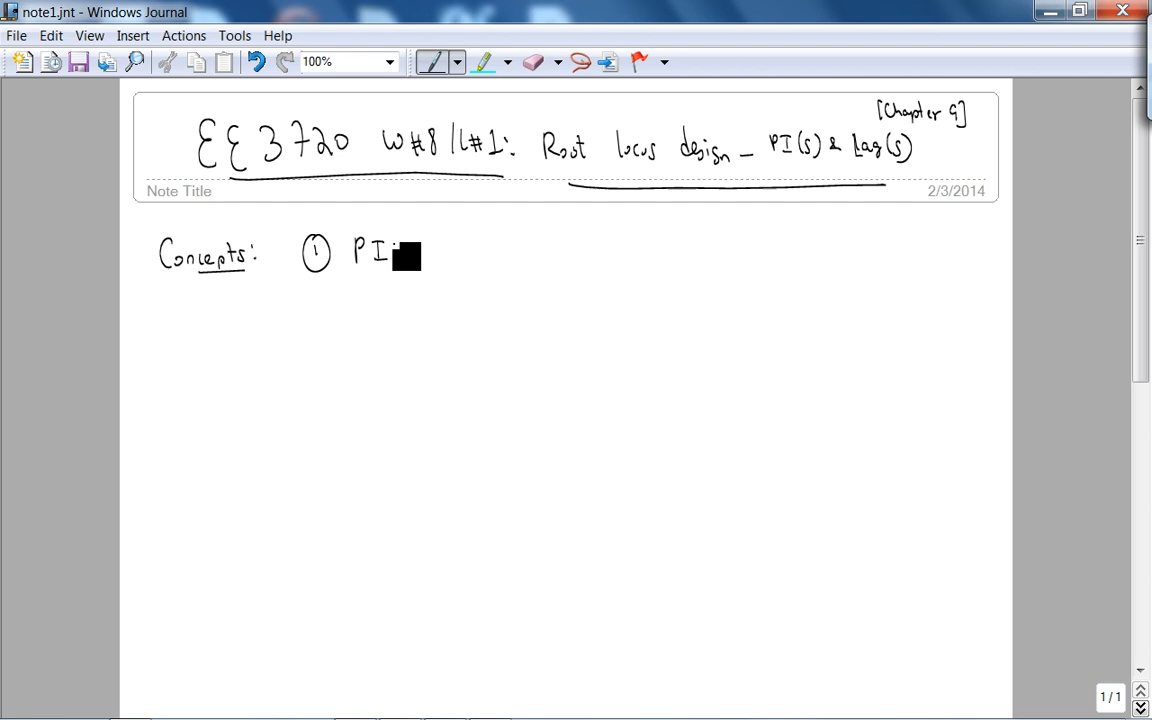 note1.jnt - Windows Journal
File Edit View Insert Actions Tools Help
100%
[Chapter 9]
EE 3720 W#8/L#1: Root locus design - PI(s) & Lag(s)
Note Title 2/3/2014
Concepts: ① PI
1 / 1